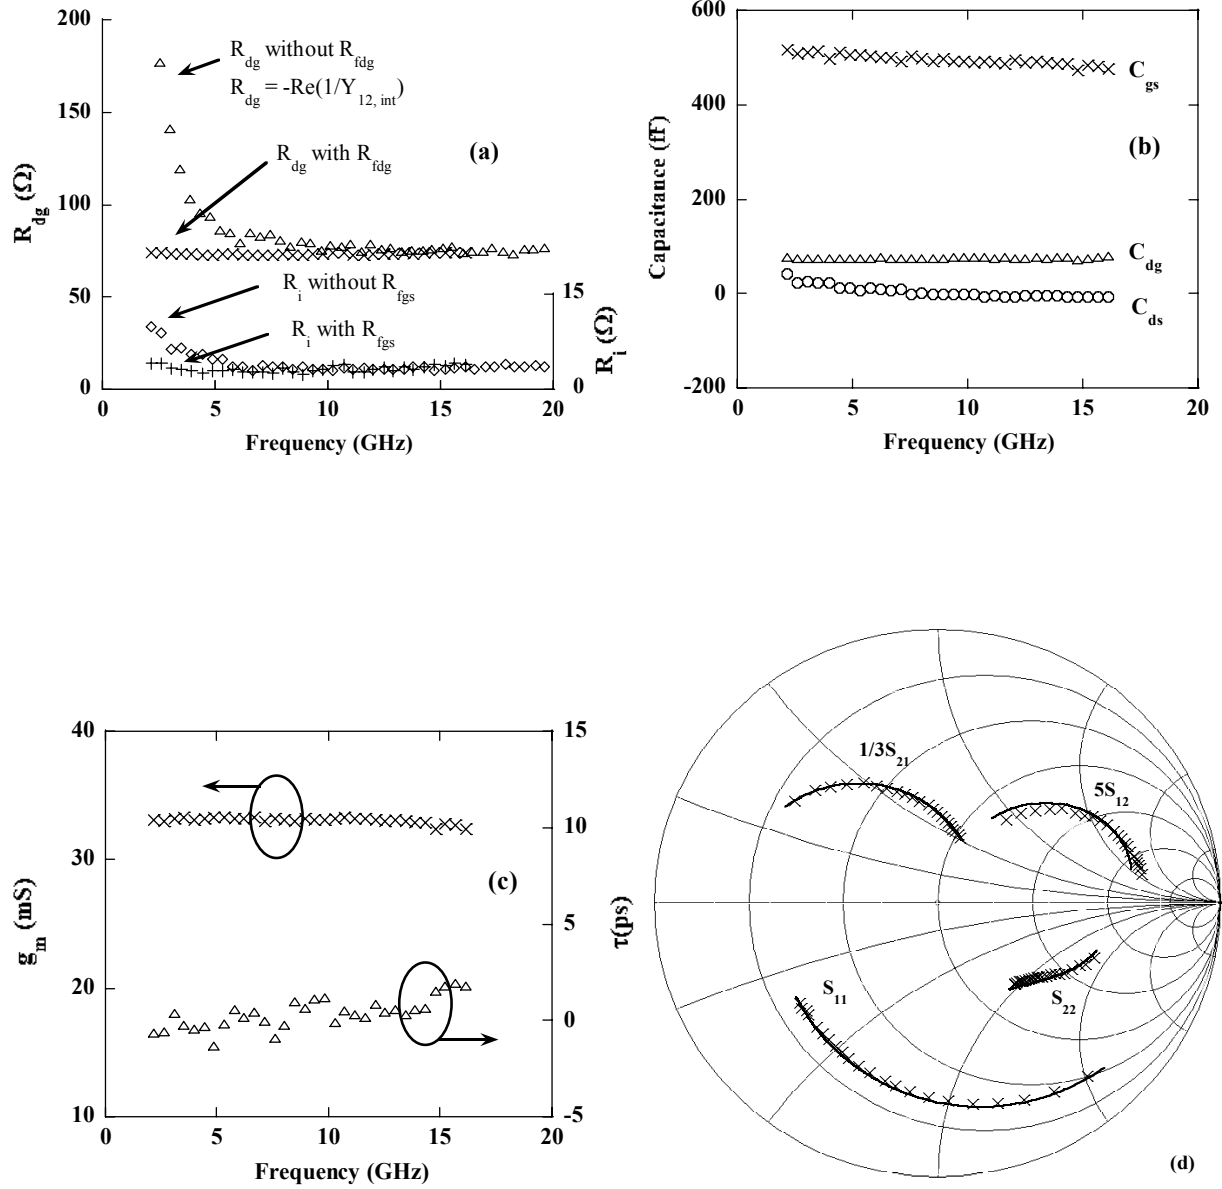 200
150
100
50
0
R_dg (Ω)
R_dg without R_fdg
R_dg = -Re(1/Y_12, int)
R_dg with R_fdg
(a)
R_i without R_fgs
R_i with R_fgs
15
0
R_i (Ω)
0 5 10 15 20
Frequency (GHz)
600
400
200
0
-200
Capacitance (fF)
C_gs
(b)
C_dg
C_ds
0 5 10 15 20
Frequency (GHz)
40
30
20
10
g_m (mS)
15
10
5
0
-5
τ(ps)
(c)
0 5 10 15 20
Frequency (GHz)
1/3S_21
5S_12
S_11
S_22
(d)